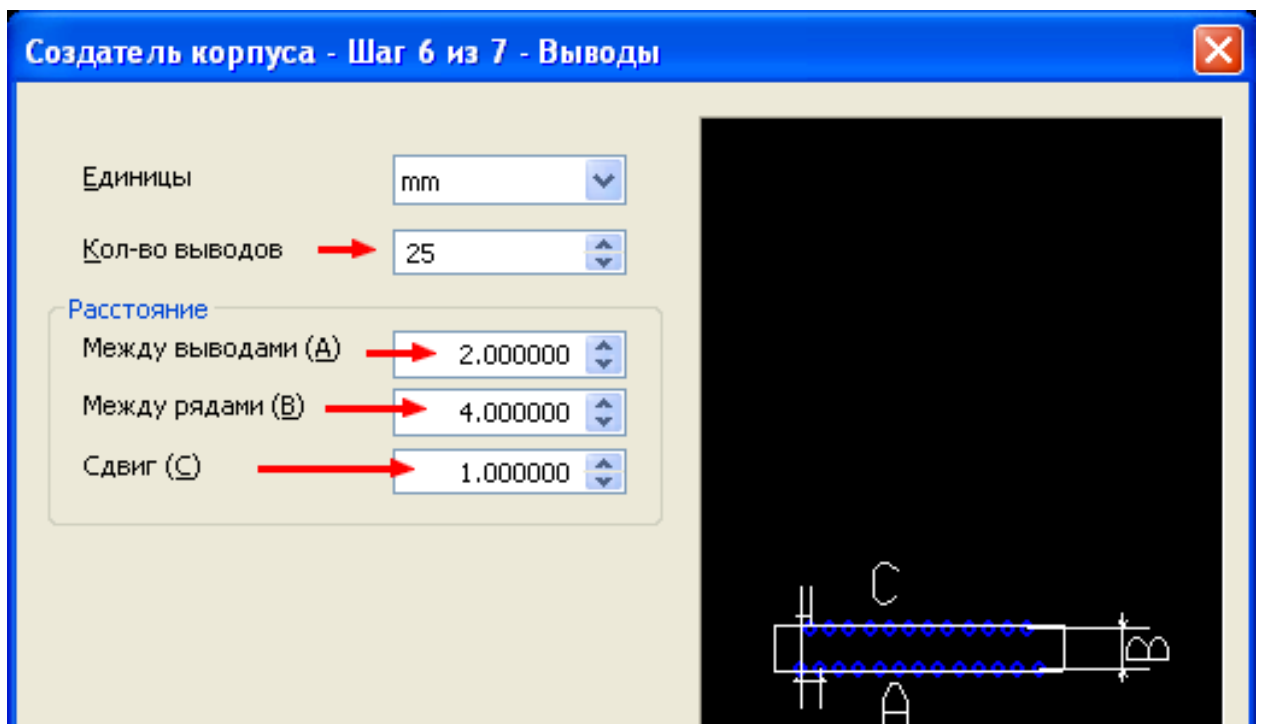 Создатель корпуса - Шаг 6 из 7 - Выводы
Единицы
mm
Кол-во выводов
25
Расстояние
Между выводами (A)
2.000000
Между рядами (B)
4.000000
Сдвиг (C)
1.000000
C
B
A